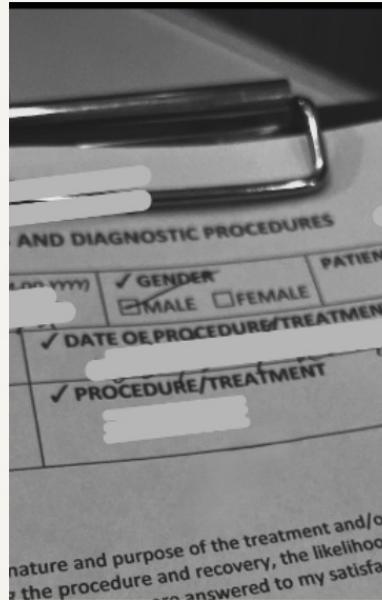 AND DIAGNOSTIC PROCEDURES
YYYY) ✓ GENDER PATIEN
☑MALE ☐FEMALE
✓ DATE OF PROCEDURE/TREATMEN
✓ PROCEDURE/TREATMENT
nature and purpose of the treatment and/o
the procedure and recovery, the likelihoo
answered to my satisfa